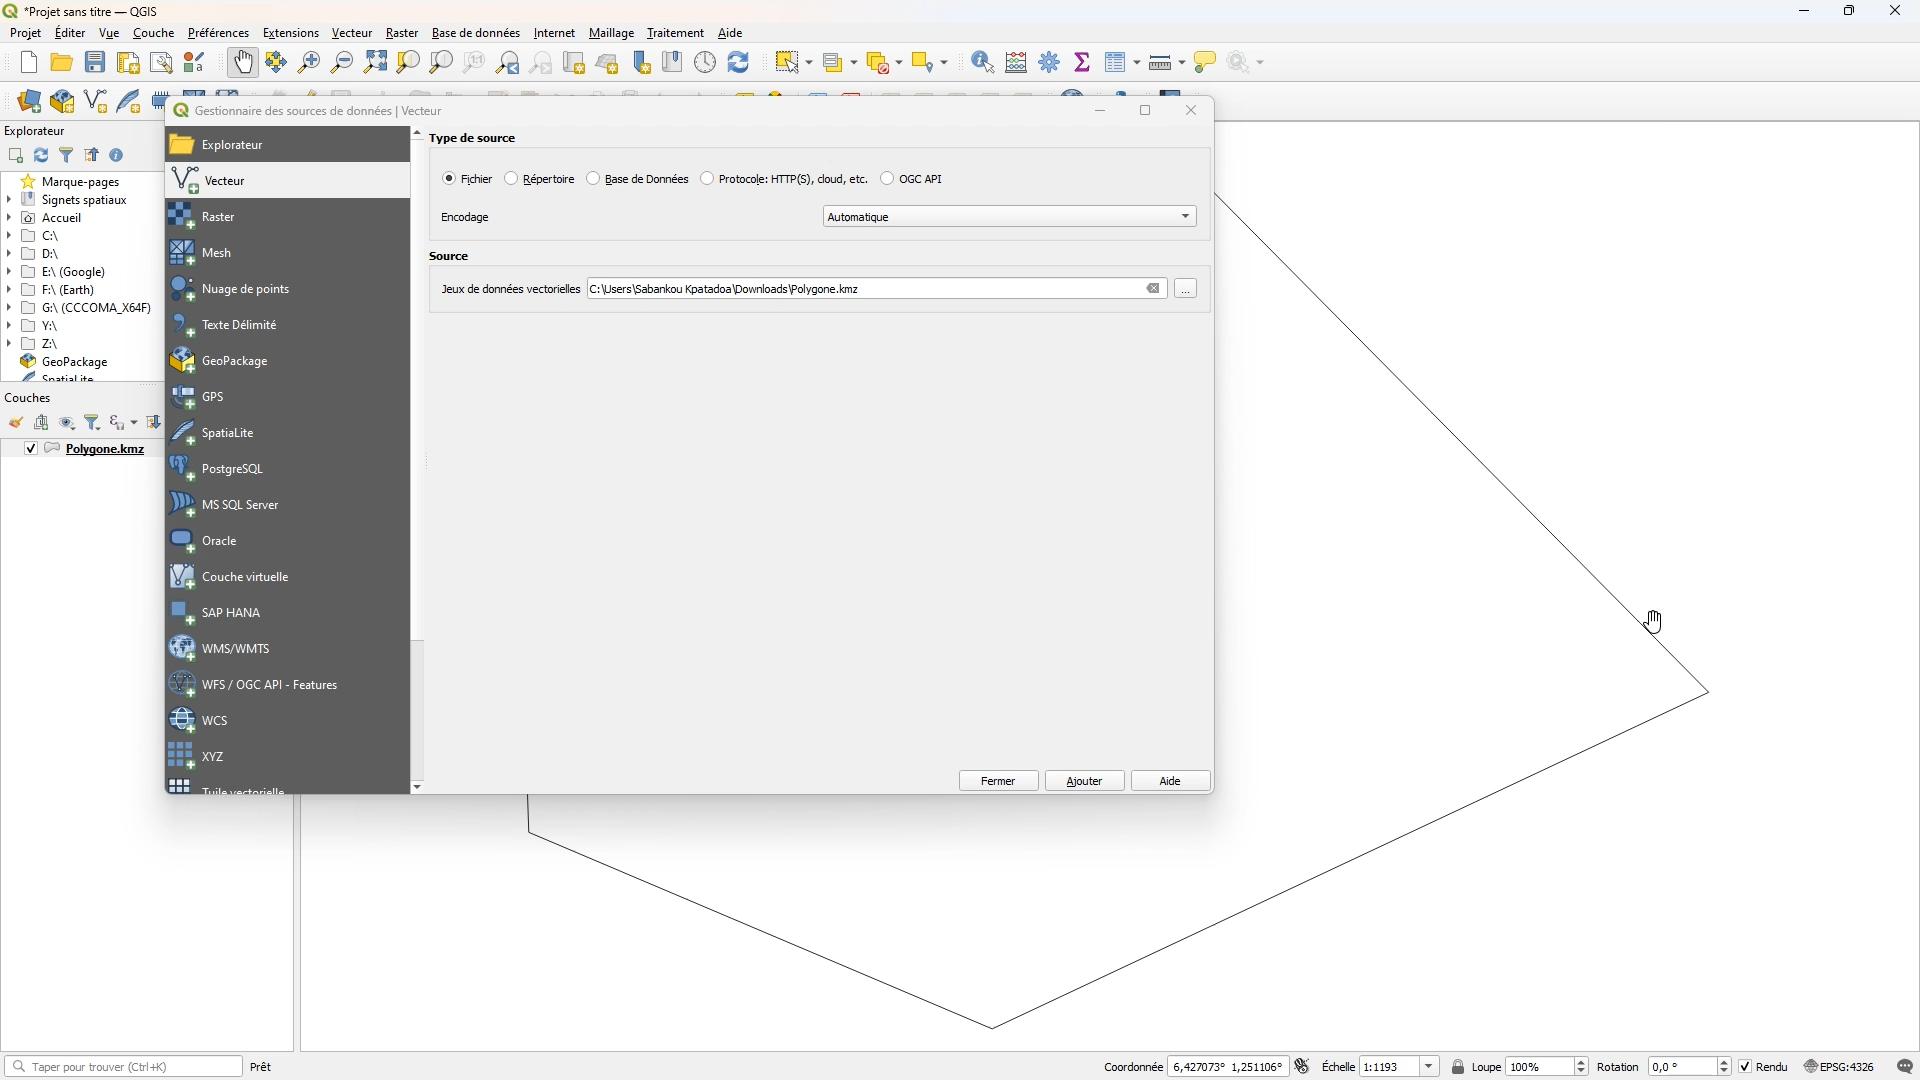 *Projet sans titre — QGIS
Projet Éditer Vue Couche Préférences Extensions Vecteur Raster Base de données Internet Maillage Traitement Aide
Explorateur
Marque-pages
Signets spatiaux
Accueil
C:\
D:\
E:\ (Google)
F:\ (Earth)
G:\ (CCCOMA_X64F)
Y:\
Z:\
GeoPackage
SpatiaLite
Couches
Polygone.kmz
Gestionnaire des sources de données | Vecteur
Explorateur
Vecteur
Raster
Mesh
Nuage de points
Texte Délimité
GeoPackage
GPS
SpatiaLite
PostgreSQL
MS SQL Server
Oracle
Couche virtuelle
SAP HANA
WMS/WMTS
WFS / OGC API - Features
WCS
XYZ
Tuile vectorielle
Type de source
Fichier Répertoire Base de Données Protocole: HTTP(S), cloud, etc. OGC API
Encodage Automatique
Source
Jeux de données vectorielles C:\Users\Sabankou Kpatadoa\Downloads\Polygone.kmz ...
Fermer Ajouter Aide
Taper pour trouver (Ctrl+K) Prêt Coordonnée 6,427073° 1,251106° Échelle 1:1193 Loupe 100% Rotation 0,0 ° Rendu EPSG:4326